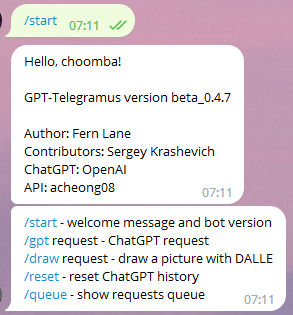 /start 07:11
Hello, choomba!
GPT-Telegramus version beta_0.4.7
Author: Fern Lane
Contributors: Sergey Krashevich
ChatGPT: OpenAI
API: acheong08
07:11
/start - welcome message and bot version
/gpt request - ChatGPT request
/draw request - draw a picture with DALLE
/reset - reset ChatGPT history
/queue - show requests queue
07:11